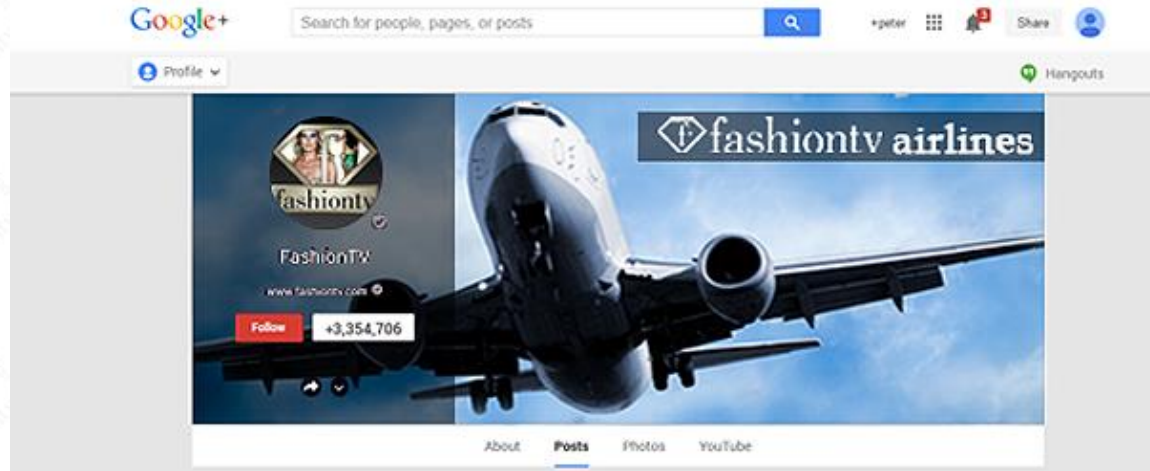 Google+
Search for people, pages, or posts
+peter
3
Share
Profile
Hangouts
fashiontv airlines
fashiontv
FashionTV
www.fashiontv.com
Follow
+3,354,706
About Posts Photos YouTube